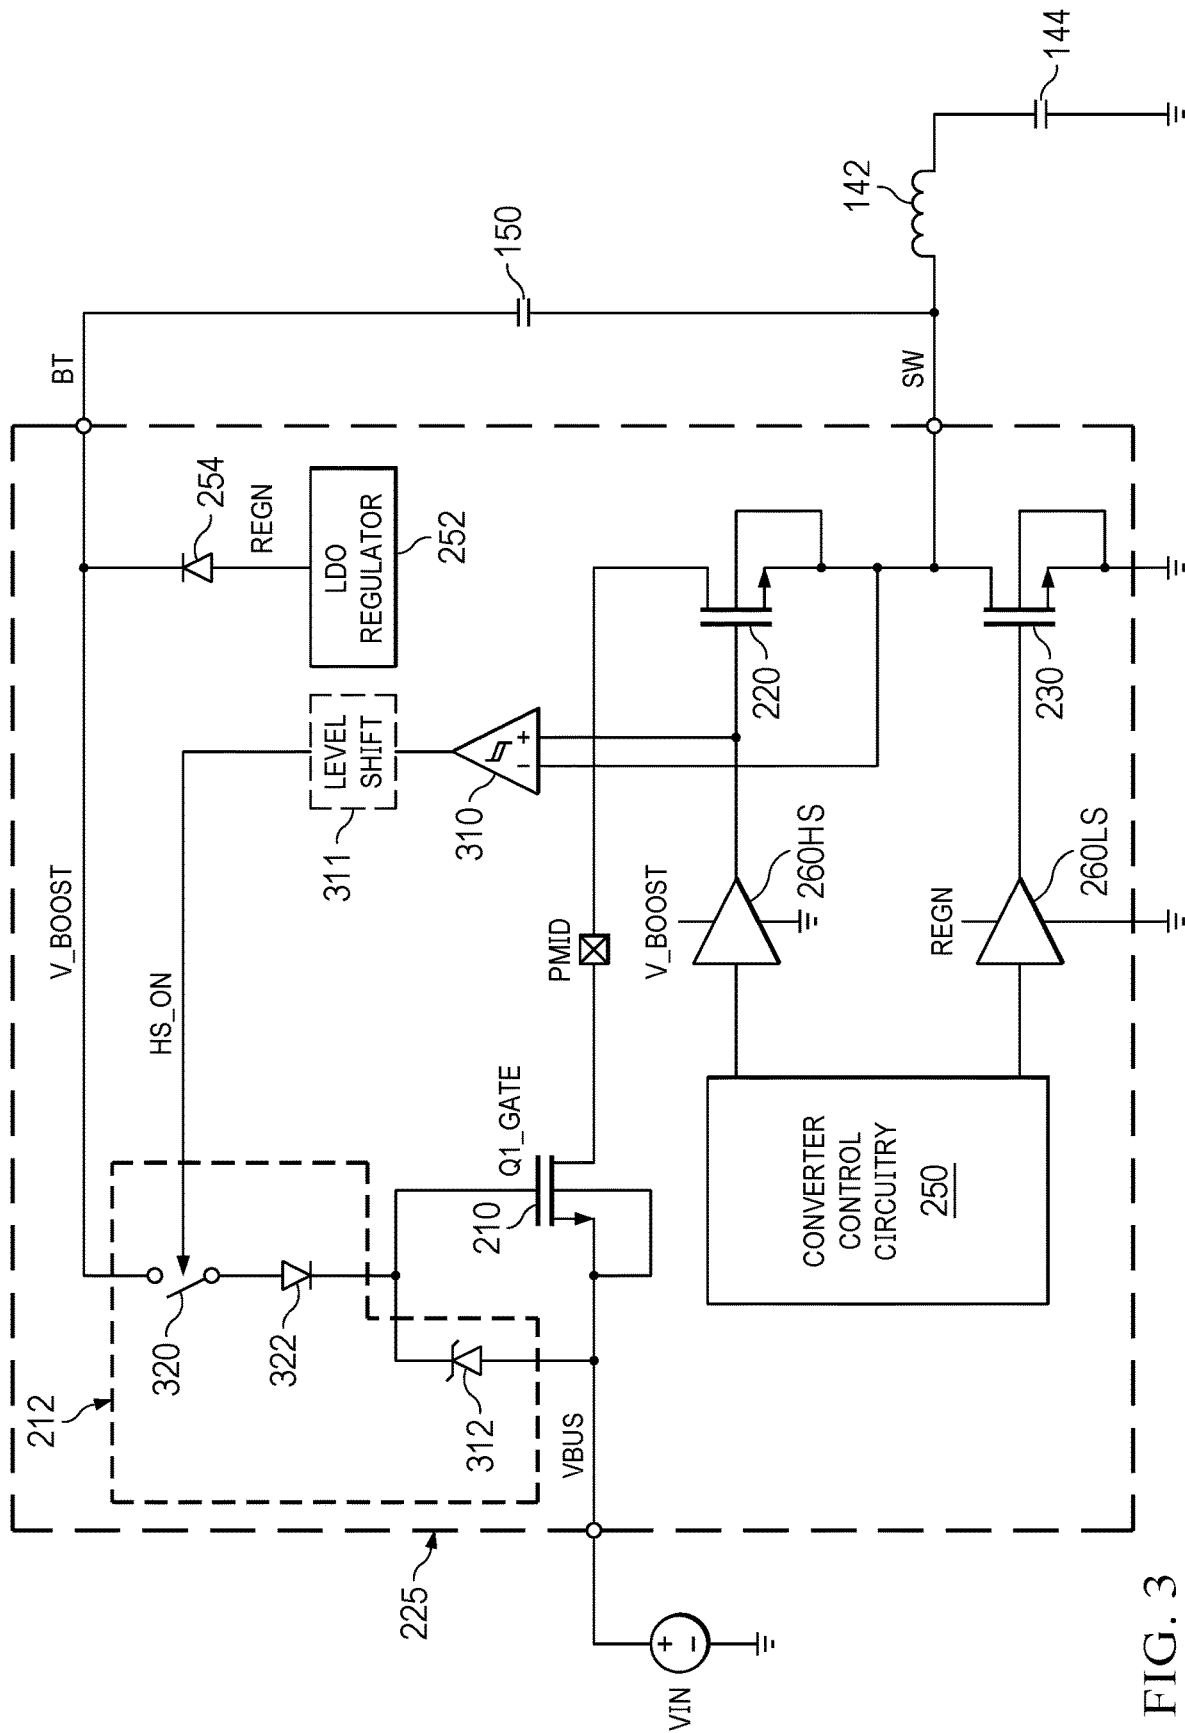 VIN
225
212
VBUS
320
322
312
210
Q1_GATE
HS_ON
V_BOOST
PMID
311
LEVEL
SHIFT
310
+
−
LDO
REGULATOR
252
REGN
254
BT
150
SW
142
144
CONVERTER
CONTROL
CIRCUITRY
250
V_BOOST
260HS
REGN
260LS
220
230
+
−
FIG. 3